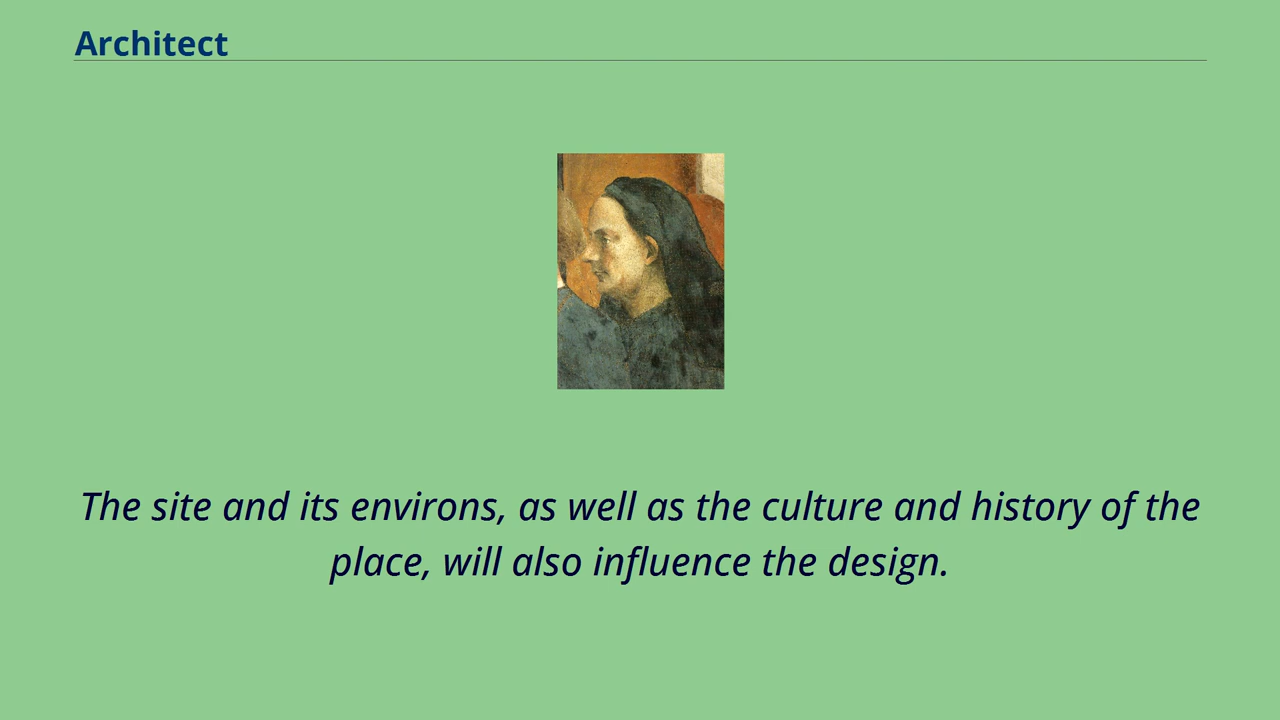 Architect
The site and its environs, as well as the culture and history of the
place, will also influence the design.